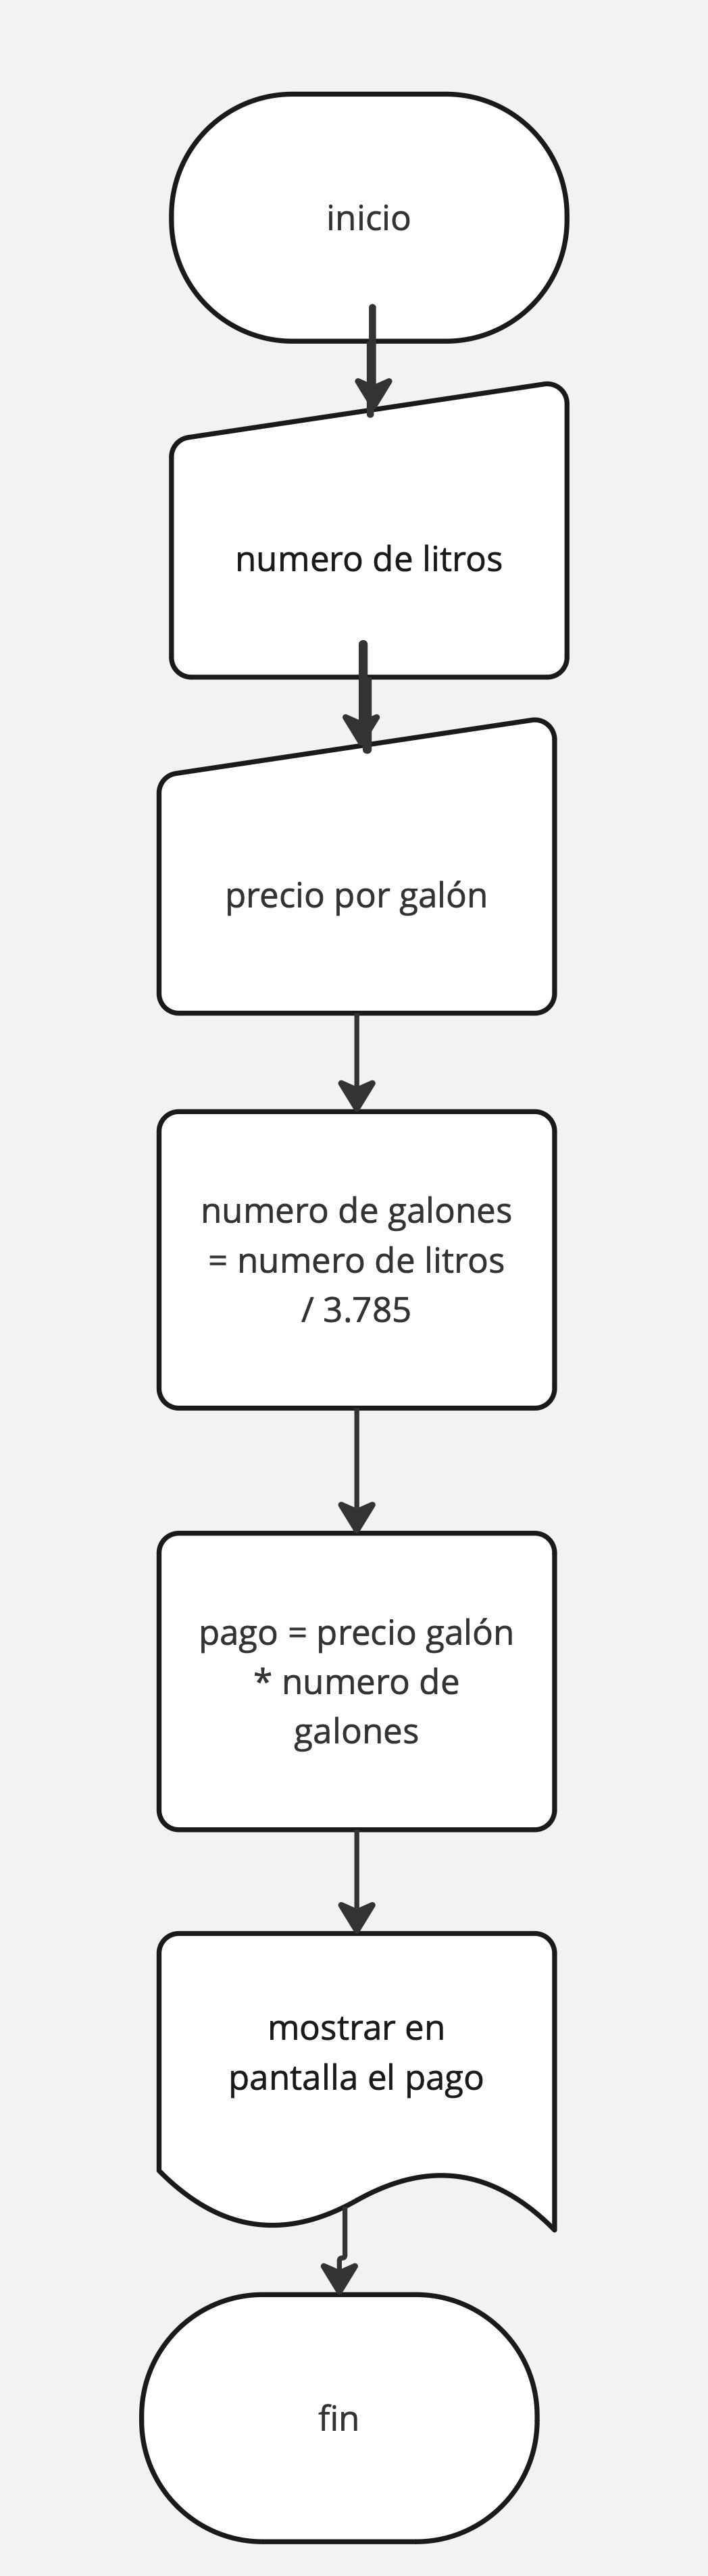 inicio
numero de litros
precio por galón
numero de galones
= numero de litros
/ 3.785
pago = precio galón
* numero de
galones
mostrar en
pantalla el pago
fin